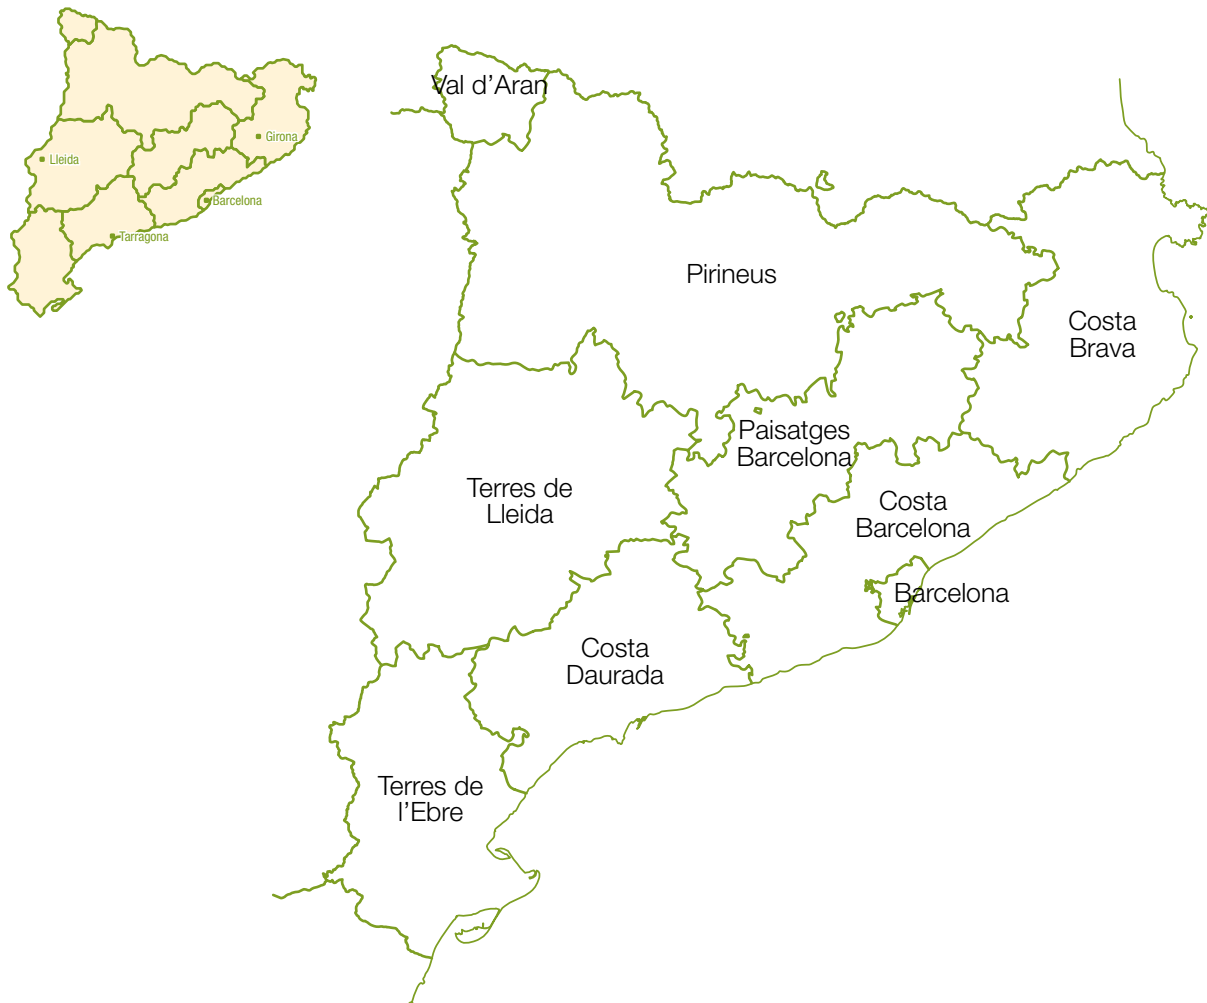 Girona
Lleida
Barcelona
Tarragona
Val d’Aran
Pirineus
Costa
Brava
Paisatges
Barcelona
Terres de
Lleida
Costa
Barcelona
Barcelona
Costa
Daurada
Terres de
l’Ebre